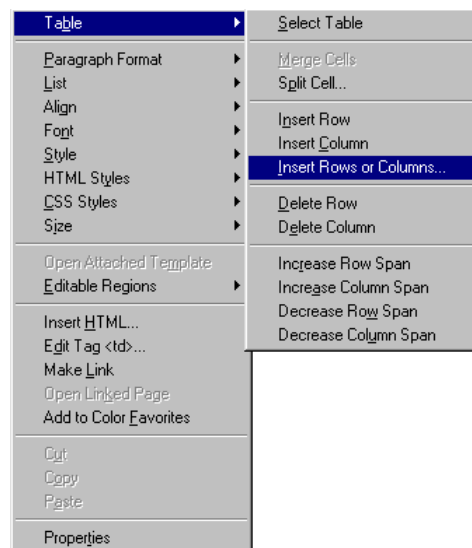 Table
Paragraph Format
List
Align
Font
Style
HTML Styles
CSS Styles
Size
Open Attached Template
Editable Regions
Insert HTML...
Edit Tag <td>...
Make Link
Open Linked Page
Add to Color Favorites
Cut
Copy
Paste
Properties
Select Table
Merge Cells
Split Cell...
Insert Row
Insert Column
Insert Rows or Columns...
Delete Row
Delete Column
Increase Row Span
Increase Column Span
Decrease Row Span
Decrease Column Span